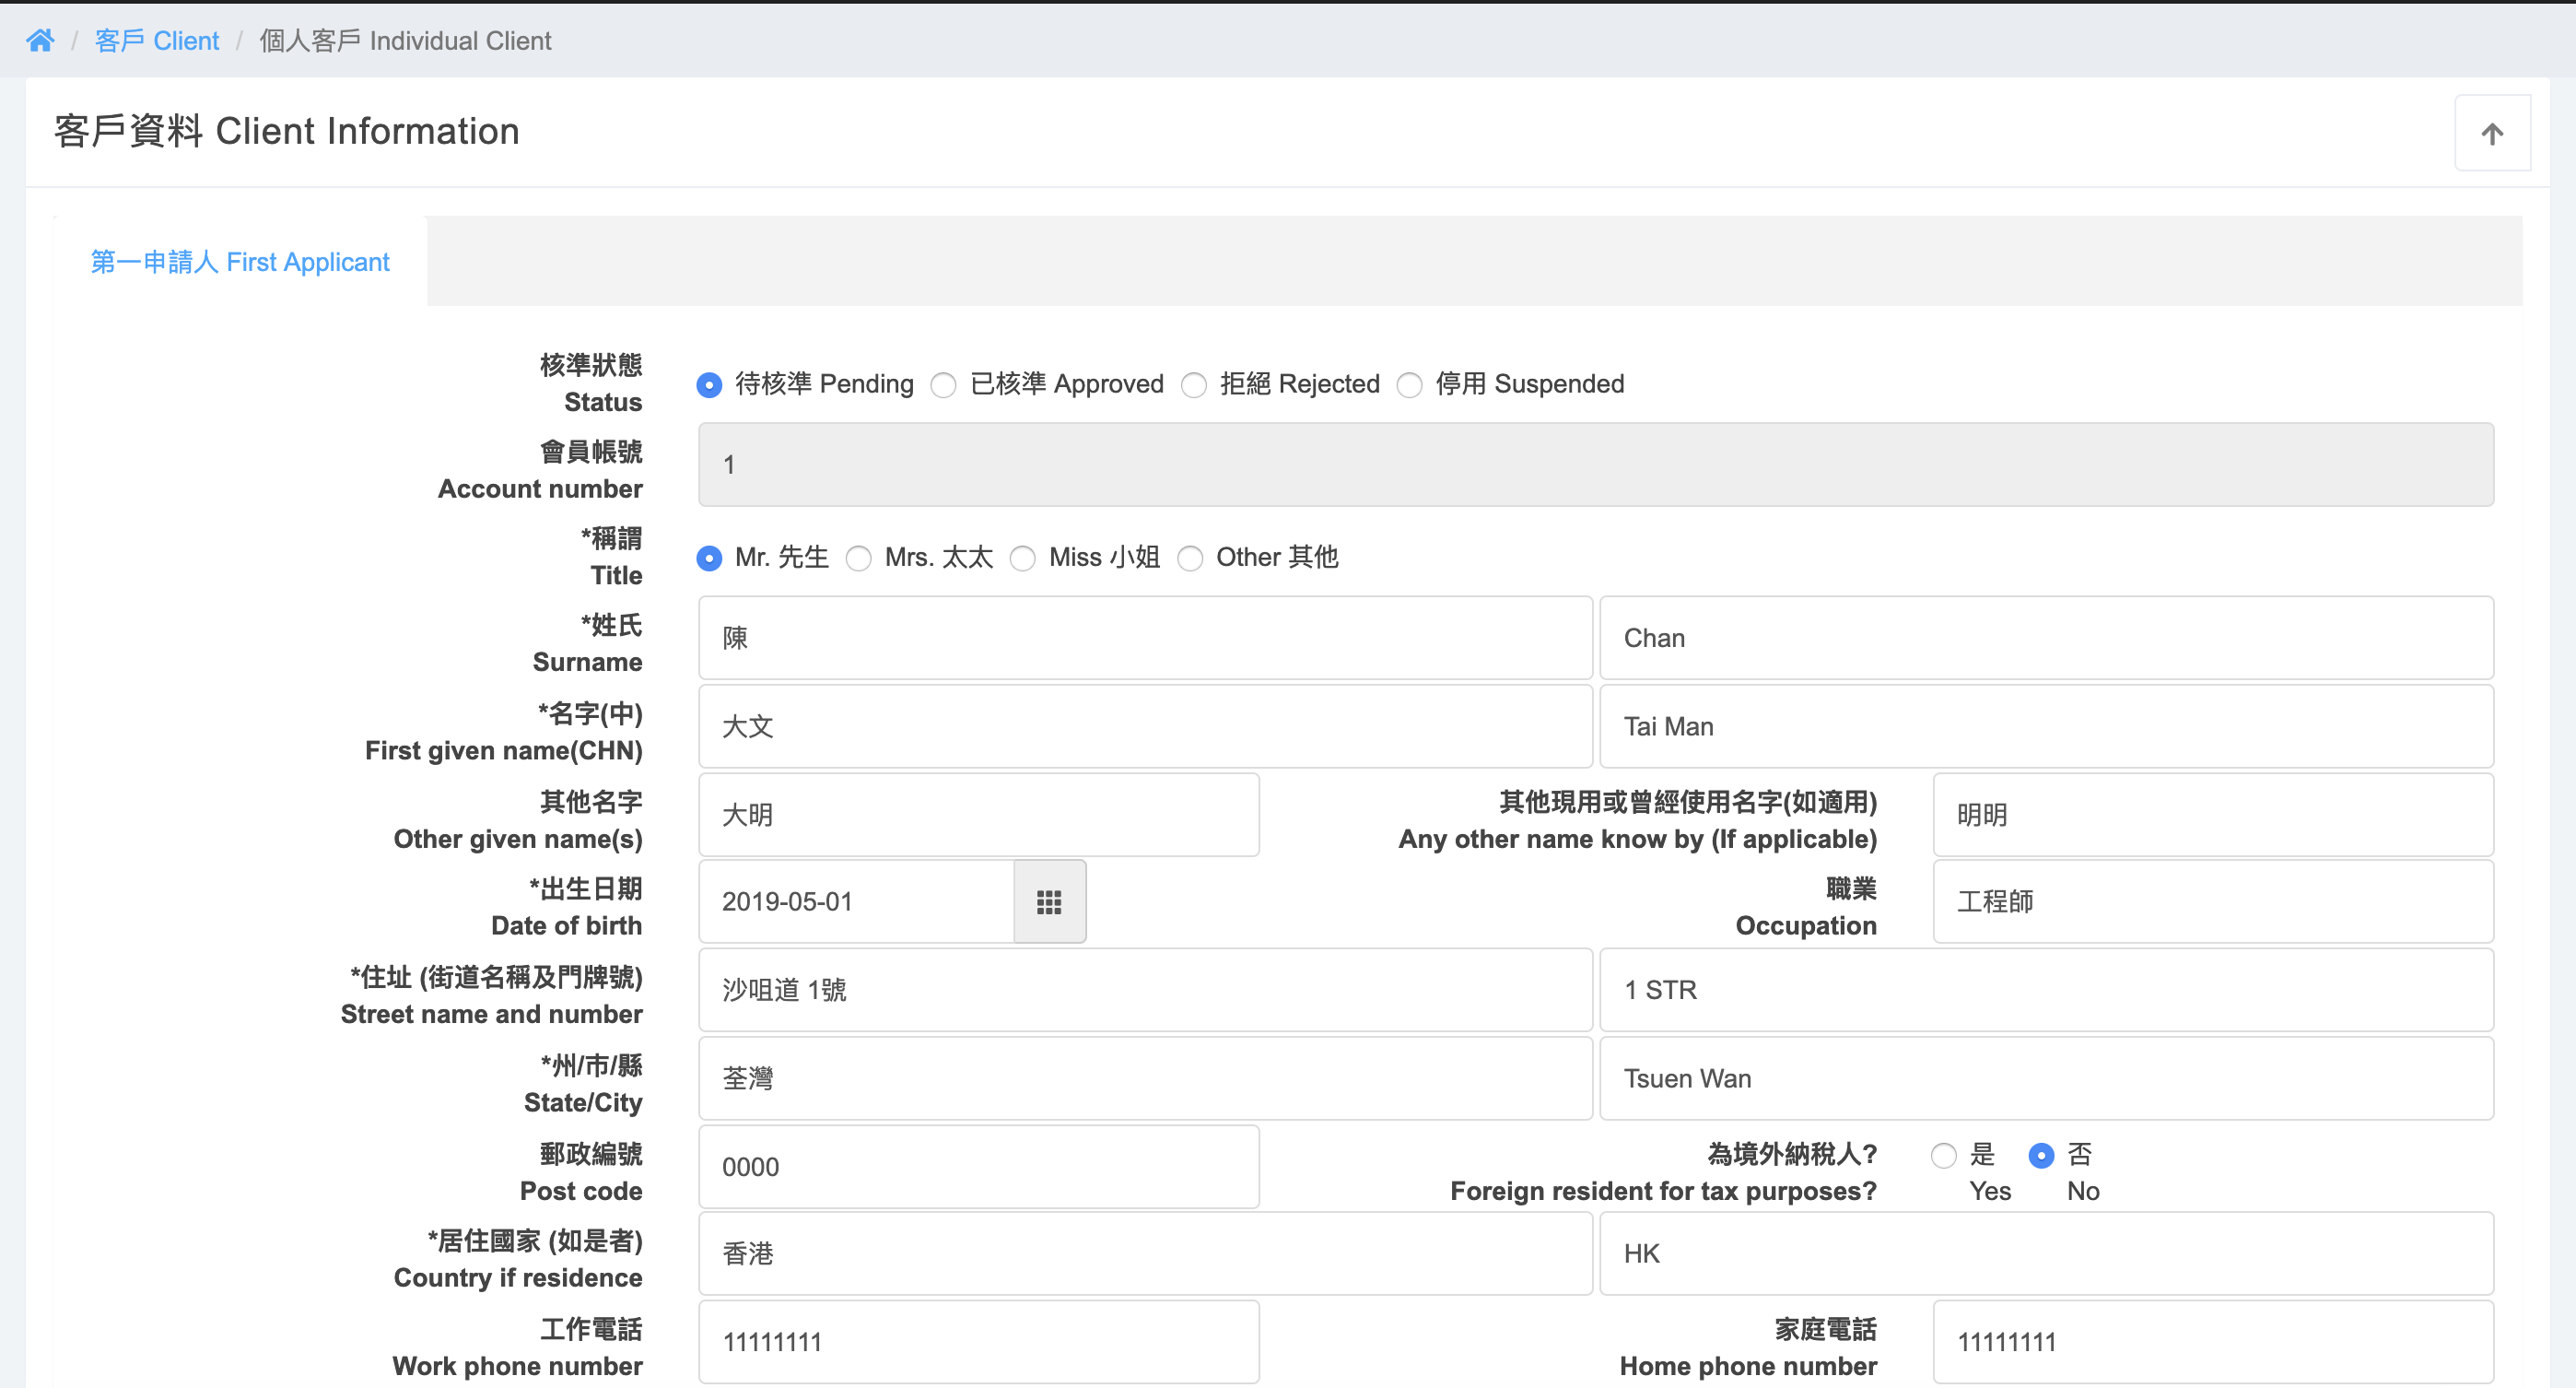 / 客戶 Client / 個人客戶 Individual Client
客戶資料 Client Information
第一申請人 First Applicant
核準狀態
Status
待核準 Pending 已核準 Approved 拒絕 Rejected 停用 Suspended
會員帳號
Account number
1
*稱謂
Title
Mr. 先生 Mrs. 太太 Miss 小姐 Other 其他
*姓氏
Surname
陳 Chan
*名字(中)
First given name(CHN)
大文 Tai Man
其他名字
Other given name(s)
大明
其他現用或曾經使用名字(如適用)
Any other name know by (If applicable)
明明
*出生日期
Date of birth
2019-05-01
職業
Occupation
工程師
*住址 (街道名稱及門牌號)
Street name and number
沙咀道 1號 1 STR
*州/市/縣
State/City
荃灣 Tsuen Wan
郵政編號
Post code
0000
為境外納稅人?
Foreign resident for tax purposes?
是 否
Yes No
*居住國家 (如是者)
Country if residence
香港 HK
工作電話
Work phone number
11111111
家庭電話
Home phone number
11111111